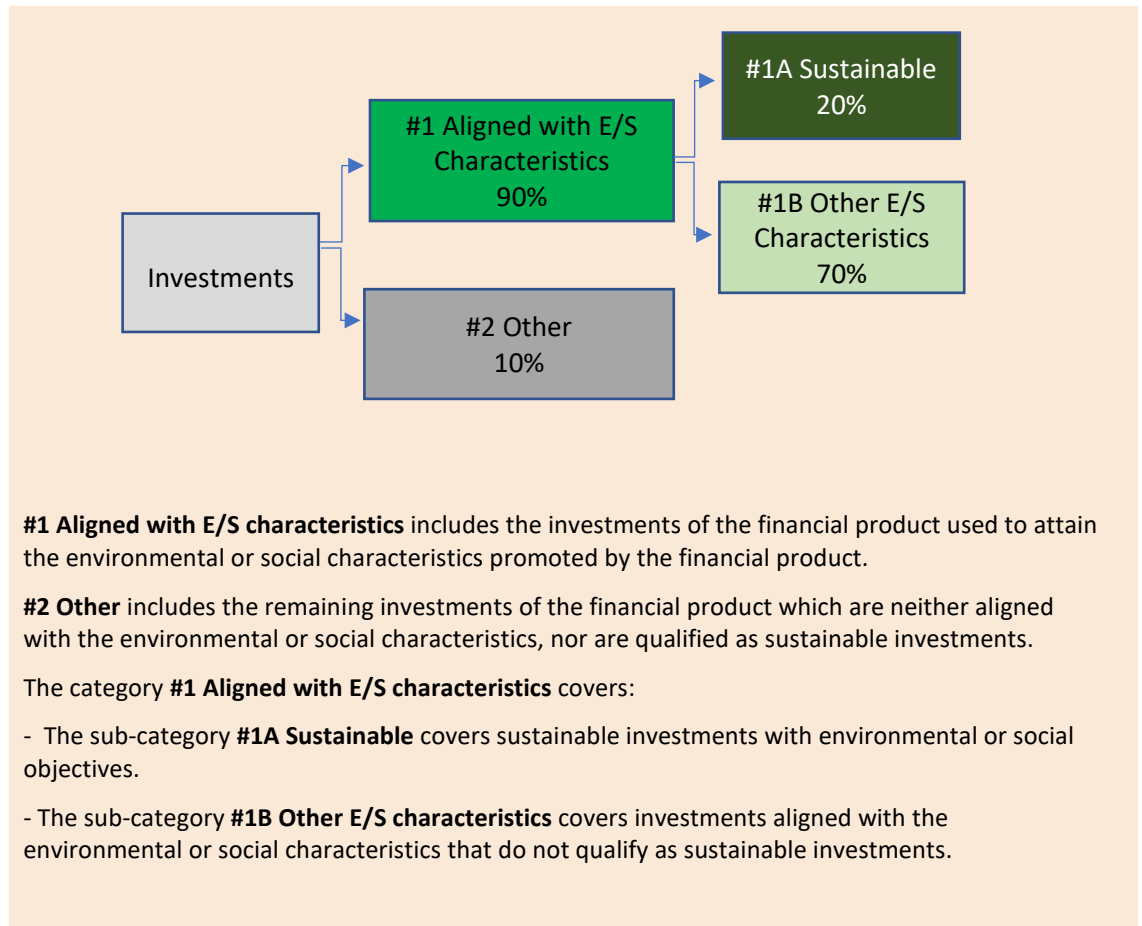 #1A Sustainable
20%
#1 Aligned with E/S
Characteristics
90%
#1B Other E/S
Characteristics
70%
Investments
#2 Other
10%
#1 Aligned with E/S characteristics includes the investments of the financial product used to attain
the environmental or social characteristics promoted by the financial product.
#2 Other includes the remaining investments of the financial product which are neither aligned
with the environmental or social characteristics, nor are qualified as sustainable investments.
The category #1 Aligned with E/S characteristics covers:
- The sub-category #1A Sustainable covers sustainable investments with environmental or social
objectives.
- The sub-category #1B Other E/S characteristics covers investments aligned with the
environmental or social characteristics that do not qualify as sustainable investments.